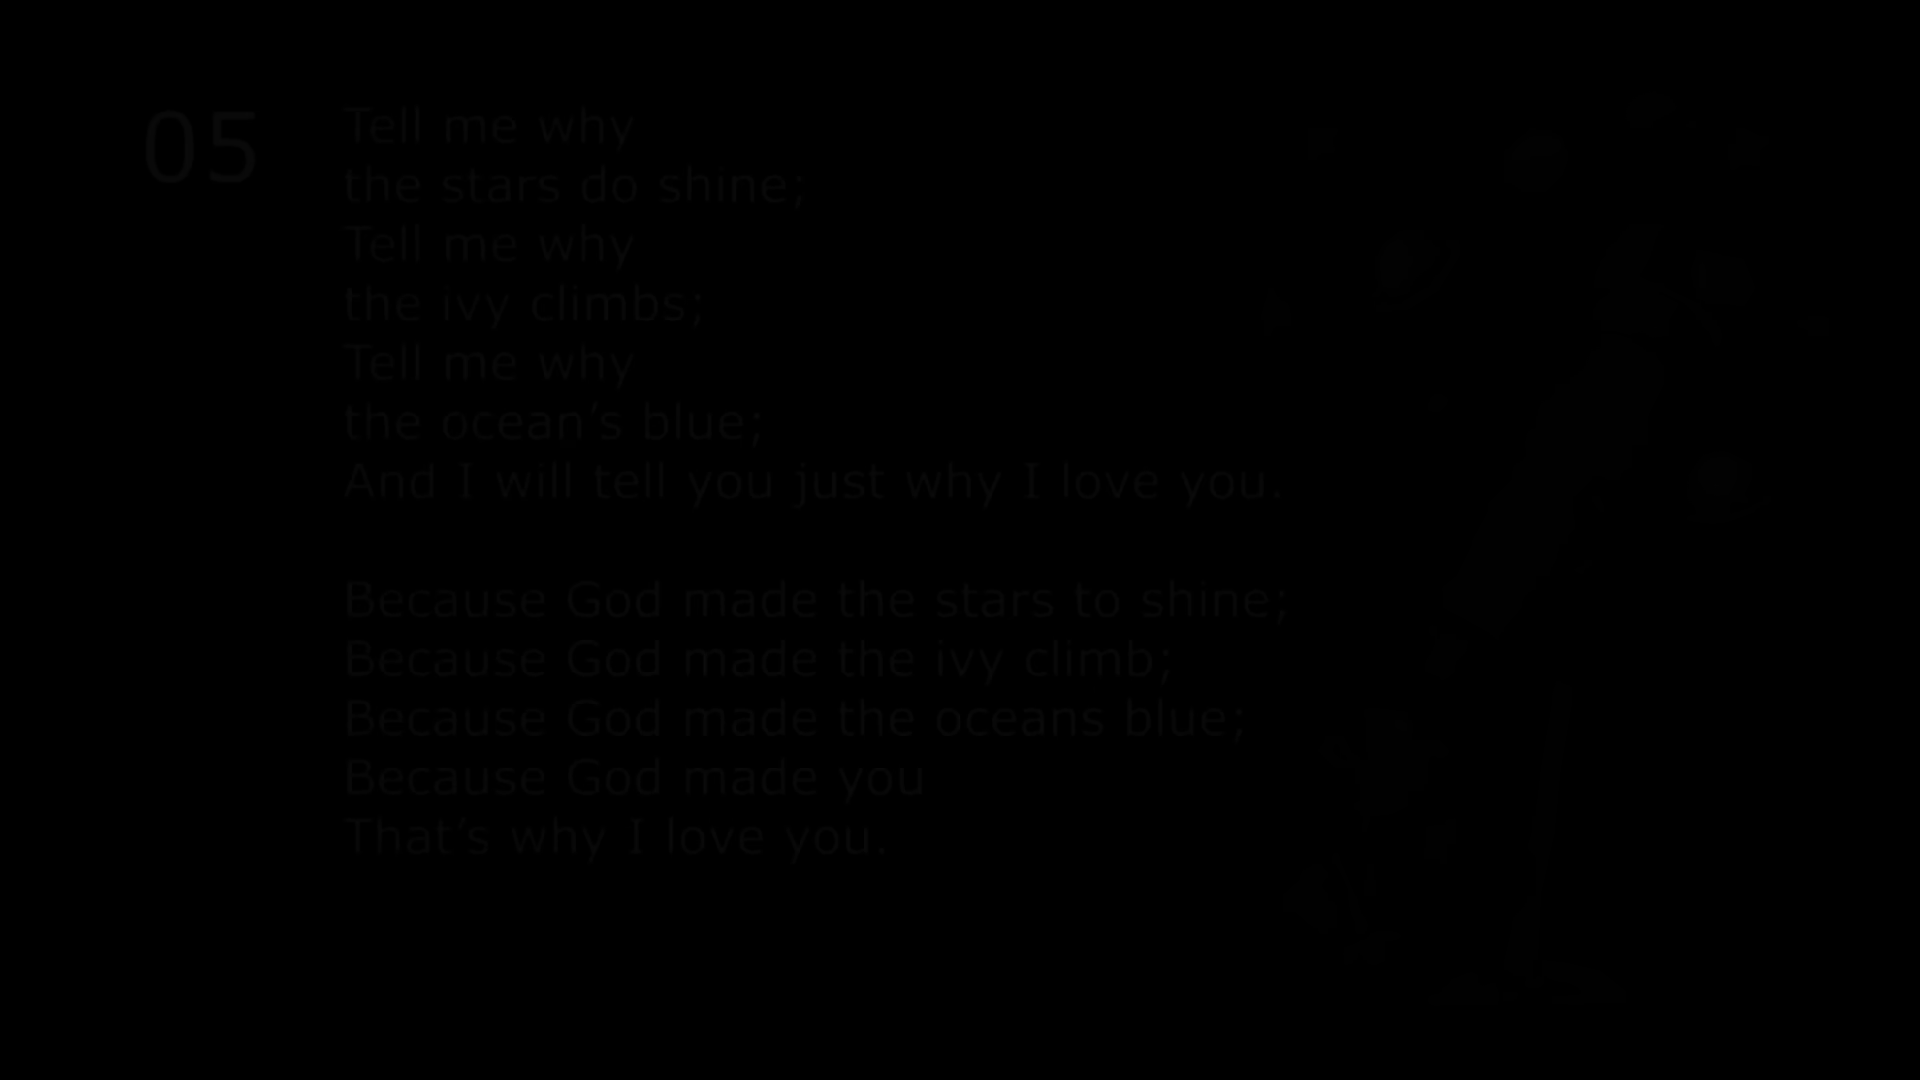 05
Tell me why
the stars do shine;
Tell me why
the ivy climbs;
Tell me why
the ocean’s blue;
And I will tell you just why I love you.

Because God made the stars to shine;
Because God made the ivy climb;
Because God made the oceans blue;
Because God made you
That’s why I love you.